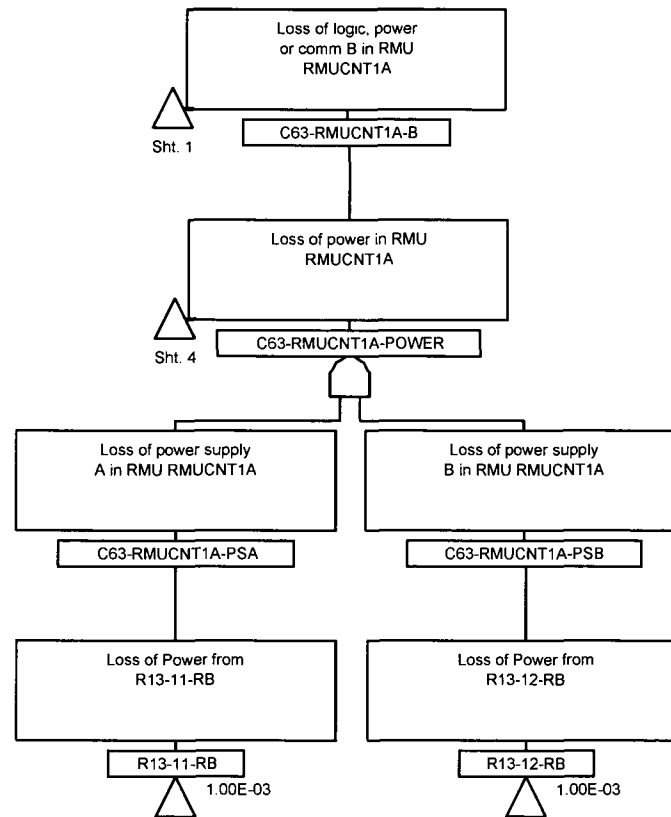 Loss of logic, power
or comm B in RMU
RMUCNT1A
Sht. 1
C63-RMUCNT1A-B
Loss of power in RMU
RMUCNT1A
Sht. 4
C63-RMUCNT1A-POWER
Loss of power supply
A in RMU RMUCNT1A
Loss of power supply
B in RMU RMUCNT1A
C63-RMUCNT1A-PSA
C63-RMUCNT1A-PSB
Loss of Power from
R13-11-RB
Loss of Power from
R13-12-RB
R13-11-RB
R13-12-RB
1.00E-03
1.00E-03